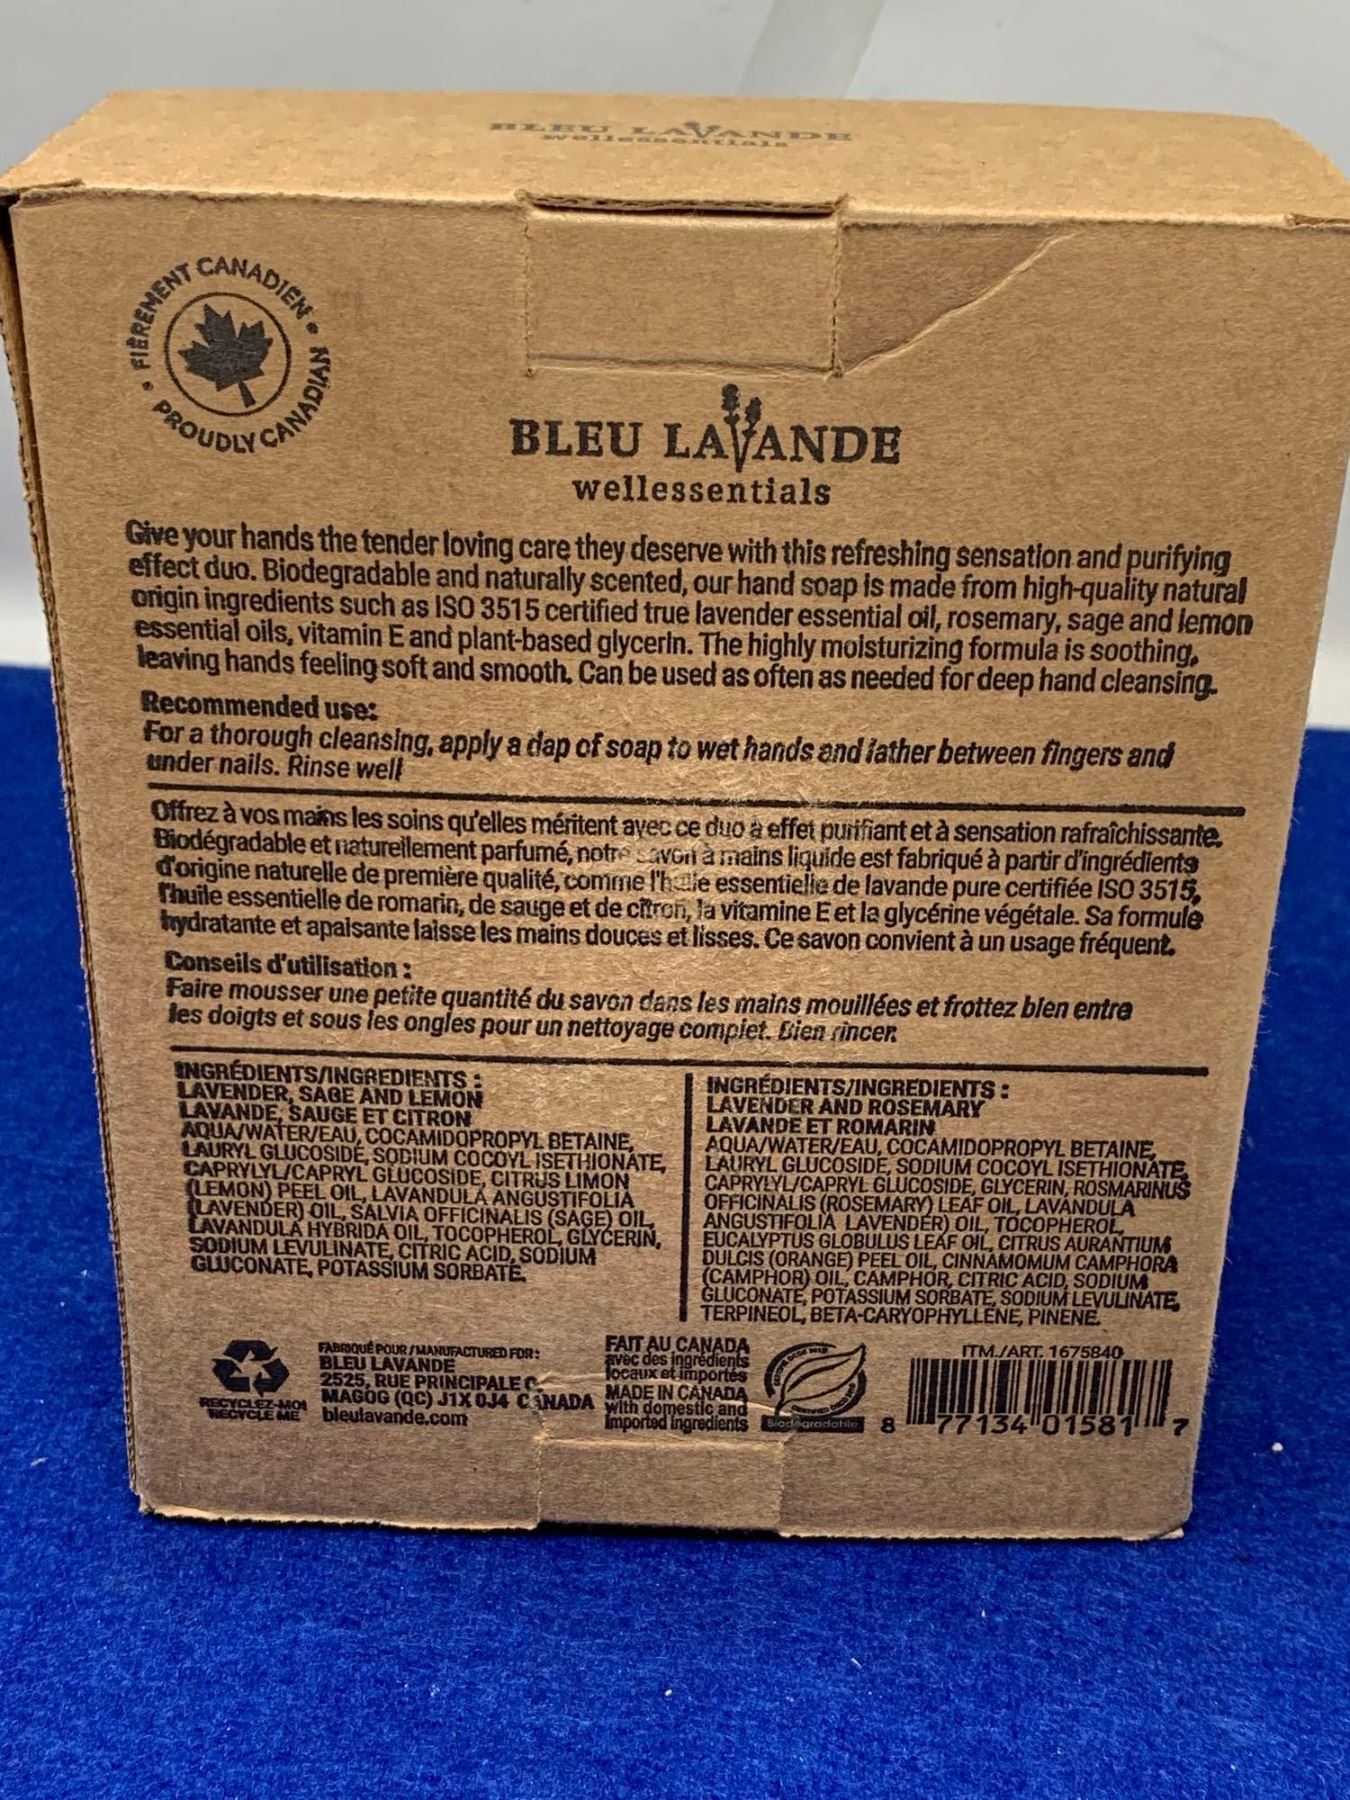 BLEU LAVANDE
wellessentials
FIÈREMENT CANADIEN • PROUDLY CANADIAN •
BLEU LAVANDE
wellessentials
Give your hands the tender loving care they deserve with this refreshing sensation and purifying
effect duo. Biodegradable and naturally scented, our hand soap is made from high-quality natural
origin ingredients such as ISO 3515 certified true lavender essential oil, rosemary, sage and lemon
essential oils, vitamin E and plant-based glycerin. The highly moisturizing formula is soothing,
leaving hands feeling soft and smooth. Can be used as often as needed for deep hand cleansing.
Recommended use:
For a thorough cleansing, apply a dap of soap to wet hands and lather between fingers and
under nails. Rinse well
Offrez à vos mains les soins qu'elles méritent avec ce duo à effet purifiant et à sensation rafraîchissante.
Biodégradable et naturellement parfumé, notre savon à mains liquide est fabriqué à partir d'ingrédients
d'origine naturelle de première qualité, comme l'huile essentielle de lavande pure certifiée ISO 3515,
l'huile essentielle de romarin, de sauge et de citron, la vitamine E et la glycérine végétale. Sa formule
hydratante et apaisante laisse les mains douces et lisses. Ce savon convient à un usage fréquent.
Conseils d'utilisation :
Faire mousser une petite quantité du savon dans les mains mouillées et frottez bien entre
les doigts et sous les ongles pour un nettoyage complet. Bien rincer.
INGRÉDIENTS/INGREDIENTS :
LAVENDER, SAGE AND LEMON
LAVANDE, SAUGE ET CITRON
AQUA/WATER/EAU, COCAMIDOPROPYL BETAINE,
LAURYL GLUCOSIDE, SODIUM COCOYL ISETHIONATE,
CAPRYLYL/CAPRYL GLUCOSIDE, CITRUS LIMON
(LEMON) PEEL OIL, LAVANDULA ANGUSTIFOLIA
(LAVENDER) OIL, SALVIA OFFICINALIS (SAGE) OIL,
LAVANDULA HYBRIDA OIL, TOCOPHEROL, GLYCERIN,
SODIUM LEVULINATE, CITRIC ACID, SODIUM
GLUCONATE, POTASSIUM SORBATE.
INGRÉDIENTS/INGREDIENTS :
LAVENDER AND ROSEMARY
LAVANDE ET ROMARIN
AQUA/WATER/EAU, COCAMIDOPROPYL BETAINE,
LAURYL GLUCOSIDE, SODIUM COCOYL ISETHIONATE,
CAPRYLYL/CAPRYL GLUCOSIDE, GLYCERIN, ROSMARINUS
OFFICINALIS (ROSEMARY) LEAF OIL, LAVANDULA
ANGUSTIFOLIA LAVENDER) OIL, TOCOPHEROL,
EUCALYPTUS GLOBULUS LEAF OIL, CITRUS AURANTIUM
DULCIS (ORANGE) PEEL OIL, CINNAMOMUM CAMPHORA
(CAMPHOR) OIL, CAMPHOR, CITRIC ACID, SODIUM
GLUCONATE, POTASSIUM SORBATE, SODIUM LEVULINATE,
TERPINEOL, BETA-CARYOPHYLLENE, PINENE.
RECYCLEZ-MOI
RECYCLE ME
FABRIQUÉ POUR / MANUFACTURED FOR :
BLEU LAVANDE
2525, RUE PRINCIPALE
MAGOG (QC) J1X 0J4 CANADA
bleulavande.com
FAIT AU CANADA
avec des ingrédients
locaux et importés
MADE IN CANADA
with domestic and
imported ingredients
Biodegradable
ITM./ART. 1675840
8 77134 01581 7